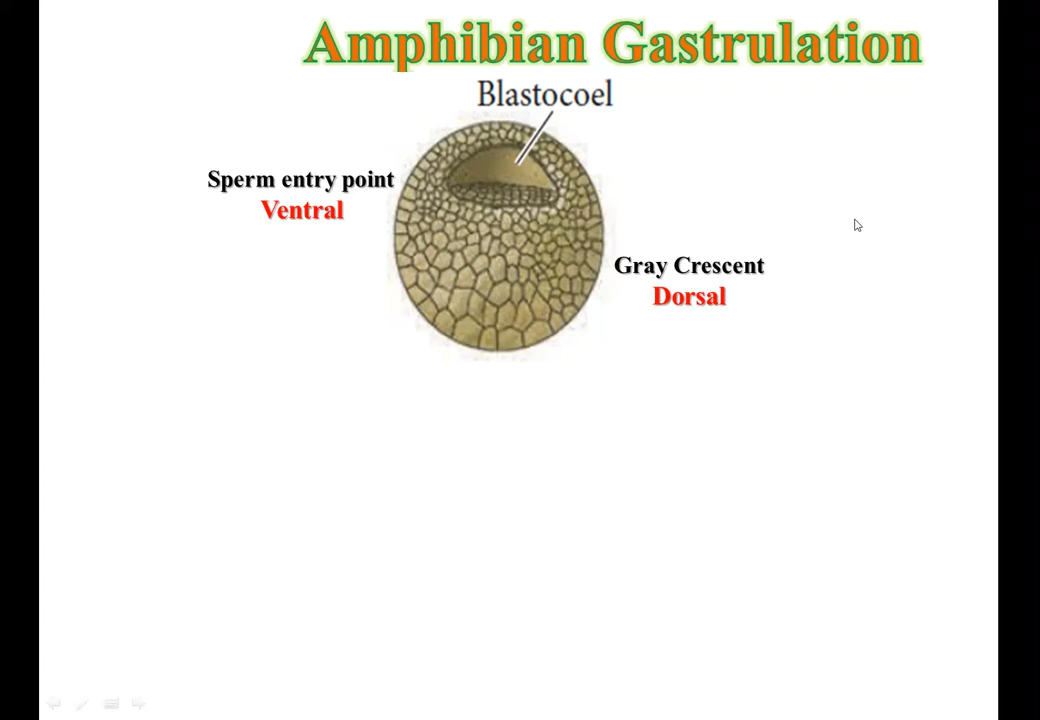 Amphibian Gastrulation
Blastocoel
Sperm entry point
Ventral
Gray Crescent
Dorsal